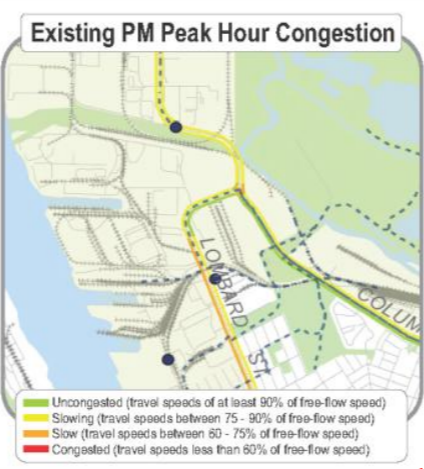 Existing PM Peak Hour Congestion
LOMBARD ST.
COLUM
Uncongested (travel speeds of at least 90% of free-flow speed)
Slowing (travel speeds between 75 - 90% of free-flow speed)
Slow (travel speeds between 60 - 75% of free-flow speed)
Congested (travel speeds less than 60% of free-flow speed)